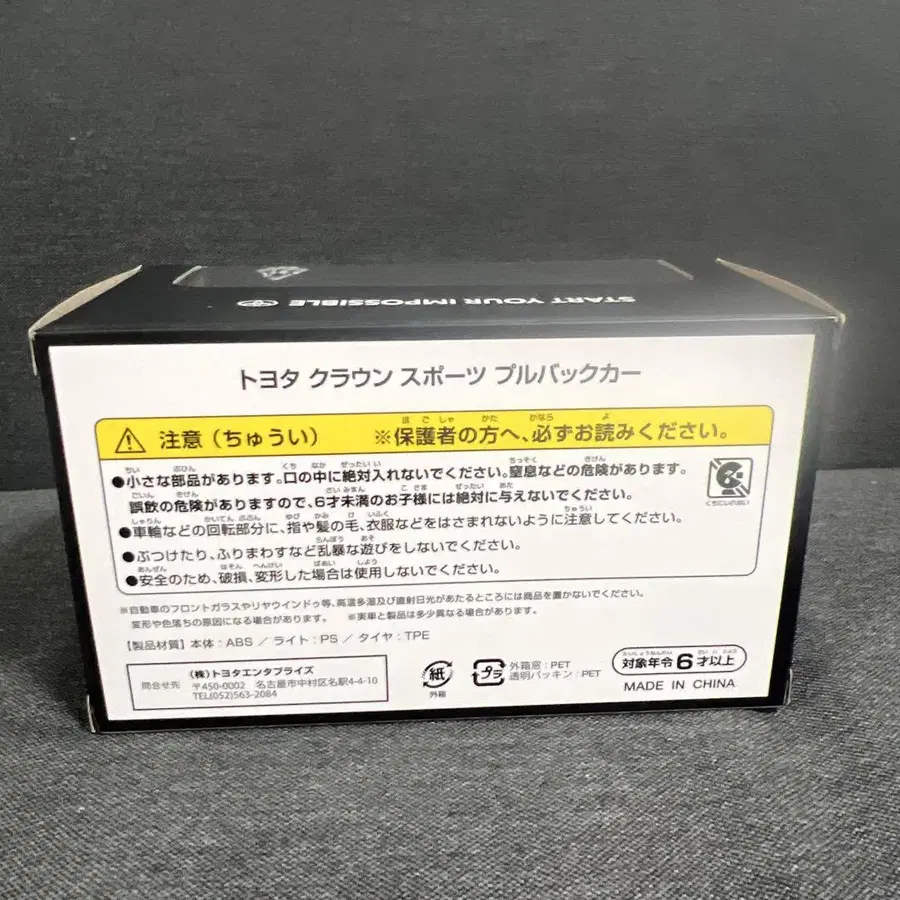 START YOUR IMPOSSIBLE
トヨタ クラウン スポーツ プルバックカー
注意（ちゅうい） ※保護者の方へ、必ずお読みください。
●小さな部品があります。口の中に絶対入れないでください。窒息などの危険があります。
誤飲の危険がありますので、6才未満のお子様には絶対に与えないでください。
●車輪などの回転部分に、指や髪の毛、衣服などをはさまれないように注意してください。
●ぶつけたり、ふりまわすなど乱暴な遊びをしないでください。
●安全のため、破損、変形した場合は使用しないでください。
くちにいれない
※自動車のフロントガラスやリヤウインドゥ等、高温多湿及び直射日光があたるところには商品を置かないでください。
変形や色落ちの原因になる場合があります。 ※実車と製品は多少異なる場合があります。
【製品材質】本体：ABS ／ ライト：PS ／ タイヤ：TPE
問合せ先
（株）トヨタエンタプライズ
〒450-0002 名古屋市中村区名駅4-4-10
TEL(052)563-2084
紙
外箱
プラ
外箱窓：PET
透明パッキン：PET
対象年令6才以上
MADE IN CHINA